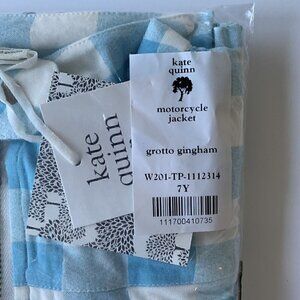 kate
quinn
motorcycle
jacket
grotto gingham
W201-TP-1112314
7Y
111700410735
kate
quinn